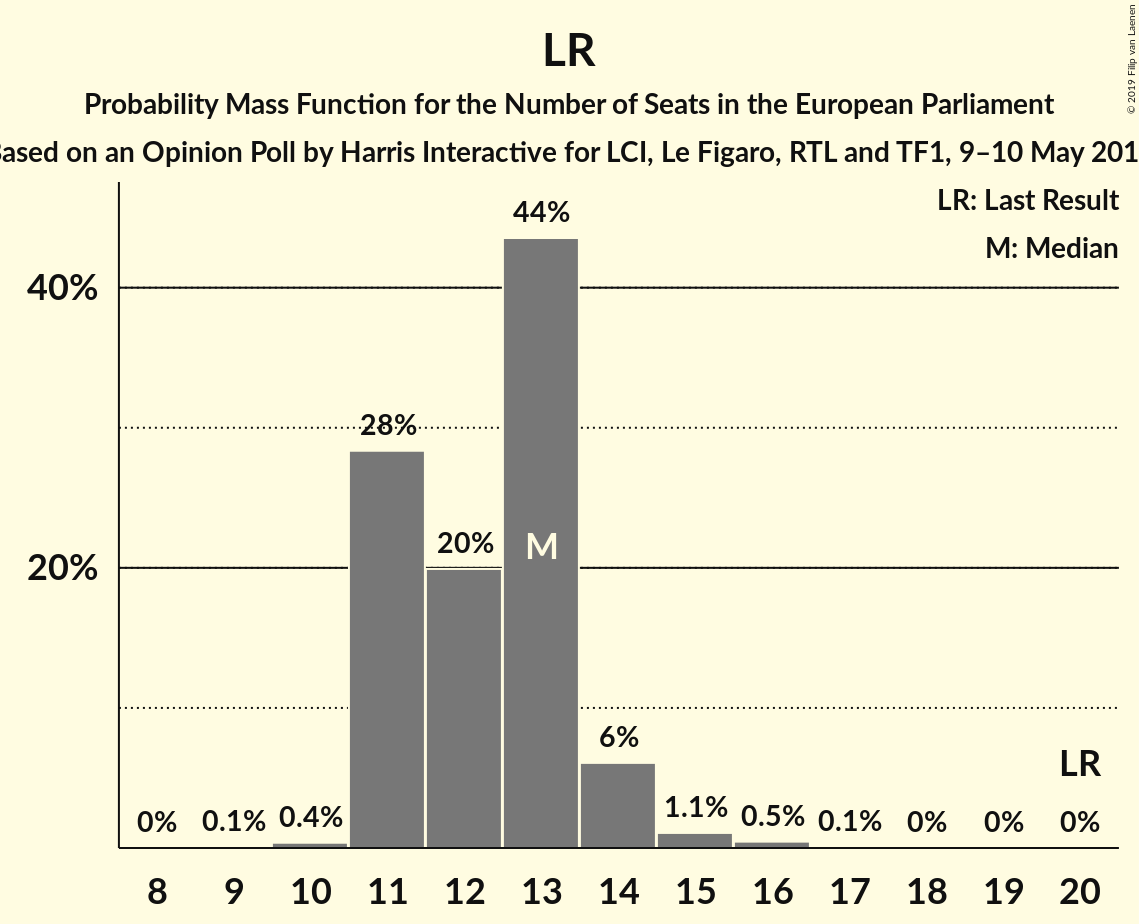 LR
Probability Mass Function for the Number of Seats in the European Parliament
Based on an Opinion Poll by Harris Interactive for LCI, Le Figaro, RTL and TF1, 9–10 May 201
© 2019 Filip van Laenen
LR: Last Result
M: Median
44%
40%
28%
20%
M
20%
6%
LR
0% 0.1% 0.4% 1.1% 0.5% 0.1% 0% 0% 0%
8 9 10 11 12 13 14 15 16 17 18 19 20